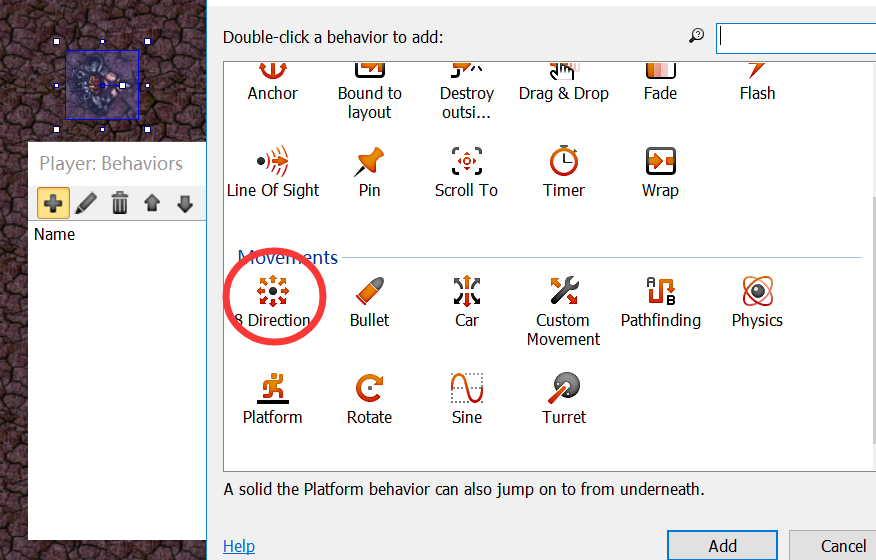 Double-click a behavior to add:
Anchor
Bound to
layout
Destroy
outsi...
Drag & Drop
Fade
Flash
Player: Behaviors
Line Of Sight
Pin
Scroll To
Timer
Wrap
Name
Movements
8 Direction
Bullet
Car
Custom
Movement
A
B
Pathfinding
Physics
Platform
Rotate
Sine
Turret
A solid the Platform behavior can also jump on to from underneath.
Help
Add
Cancel